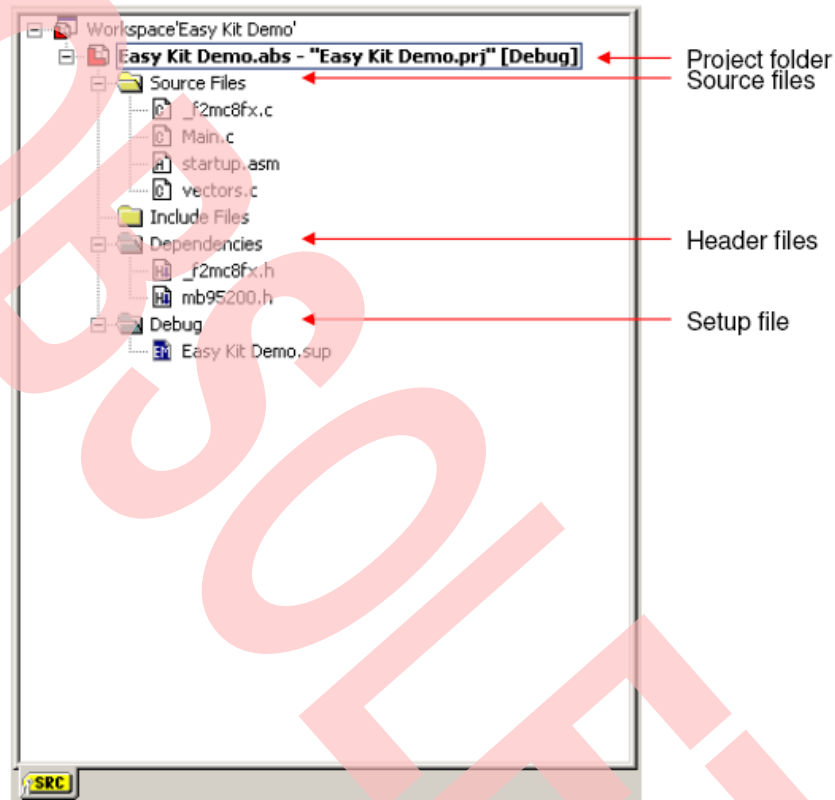 Workspace'Easy Kit Demo'
Easy Kit Demo.abs - "Easy Kit Demo.prj" [Debug]
Project folder
Source Files
Source files
_f2mc8fx.c
Main.c
startup.asm
vectors.c
Include Files
Dependencies
Header files
_f2mc8fx.h
mb95200.h
Debug
Setup file
Easy Kit Demo.sup
SRC